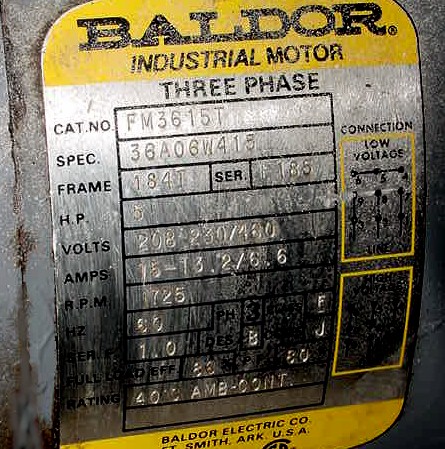 BALDOR®
INDUSTRIAL MOTOR
THREE PHASE
CAT.NO. FM3615T
SPEC. 36A06W415
FRAME 184T SER. F185
H.P. 5
VOLTS 208-230/460
AMPS 15-13.2/6.6
R.P.M. 1725
HZ 60 PH 3 F
SER.F. 1.0 DES B J
FULL LOAD EFF. 80
RATING 40°C AMB-CONT.
CONNECTION
LOW
VOLTAGE
LINE
BALDOR ELECTRIC CO.
FT. SMITH, ARK. U.S.A.